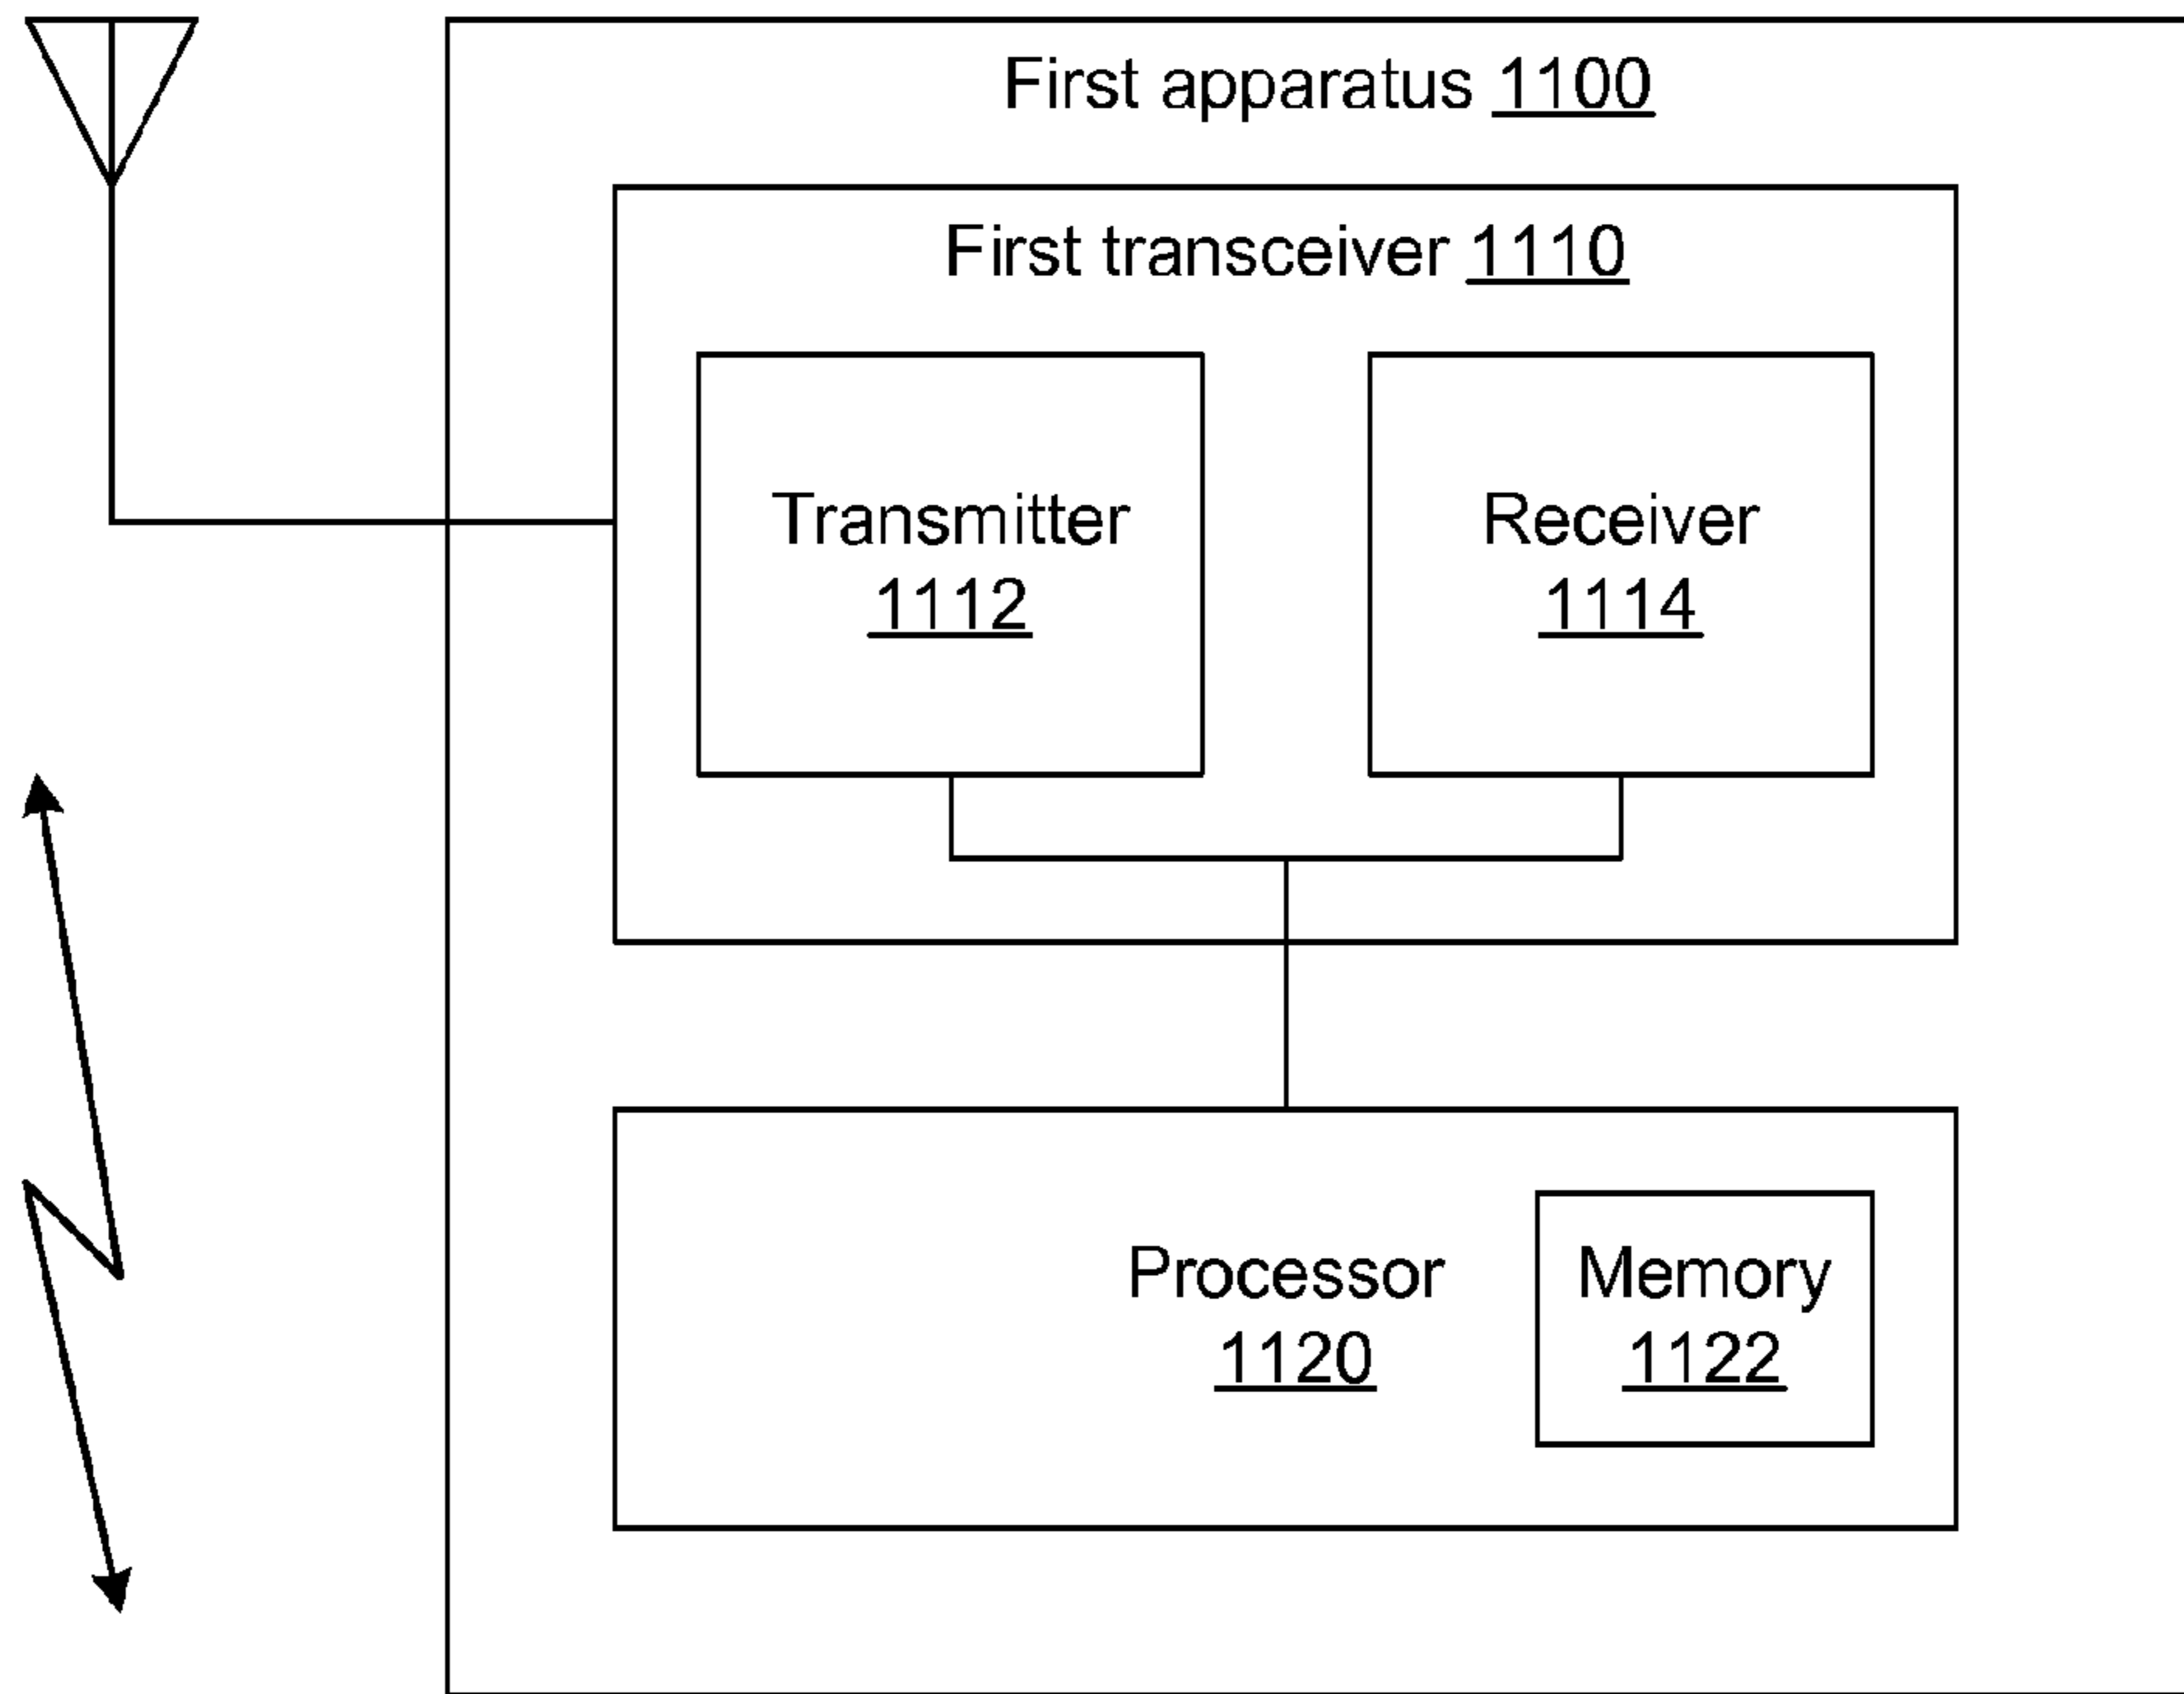 First apparatus 1100
First transceiver 1110
Transmitter
1112
Receiver
1114
Processor
1120
Memory
1122